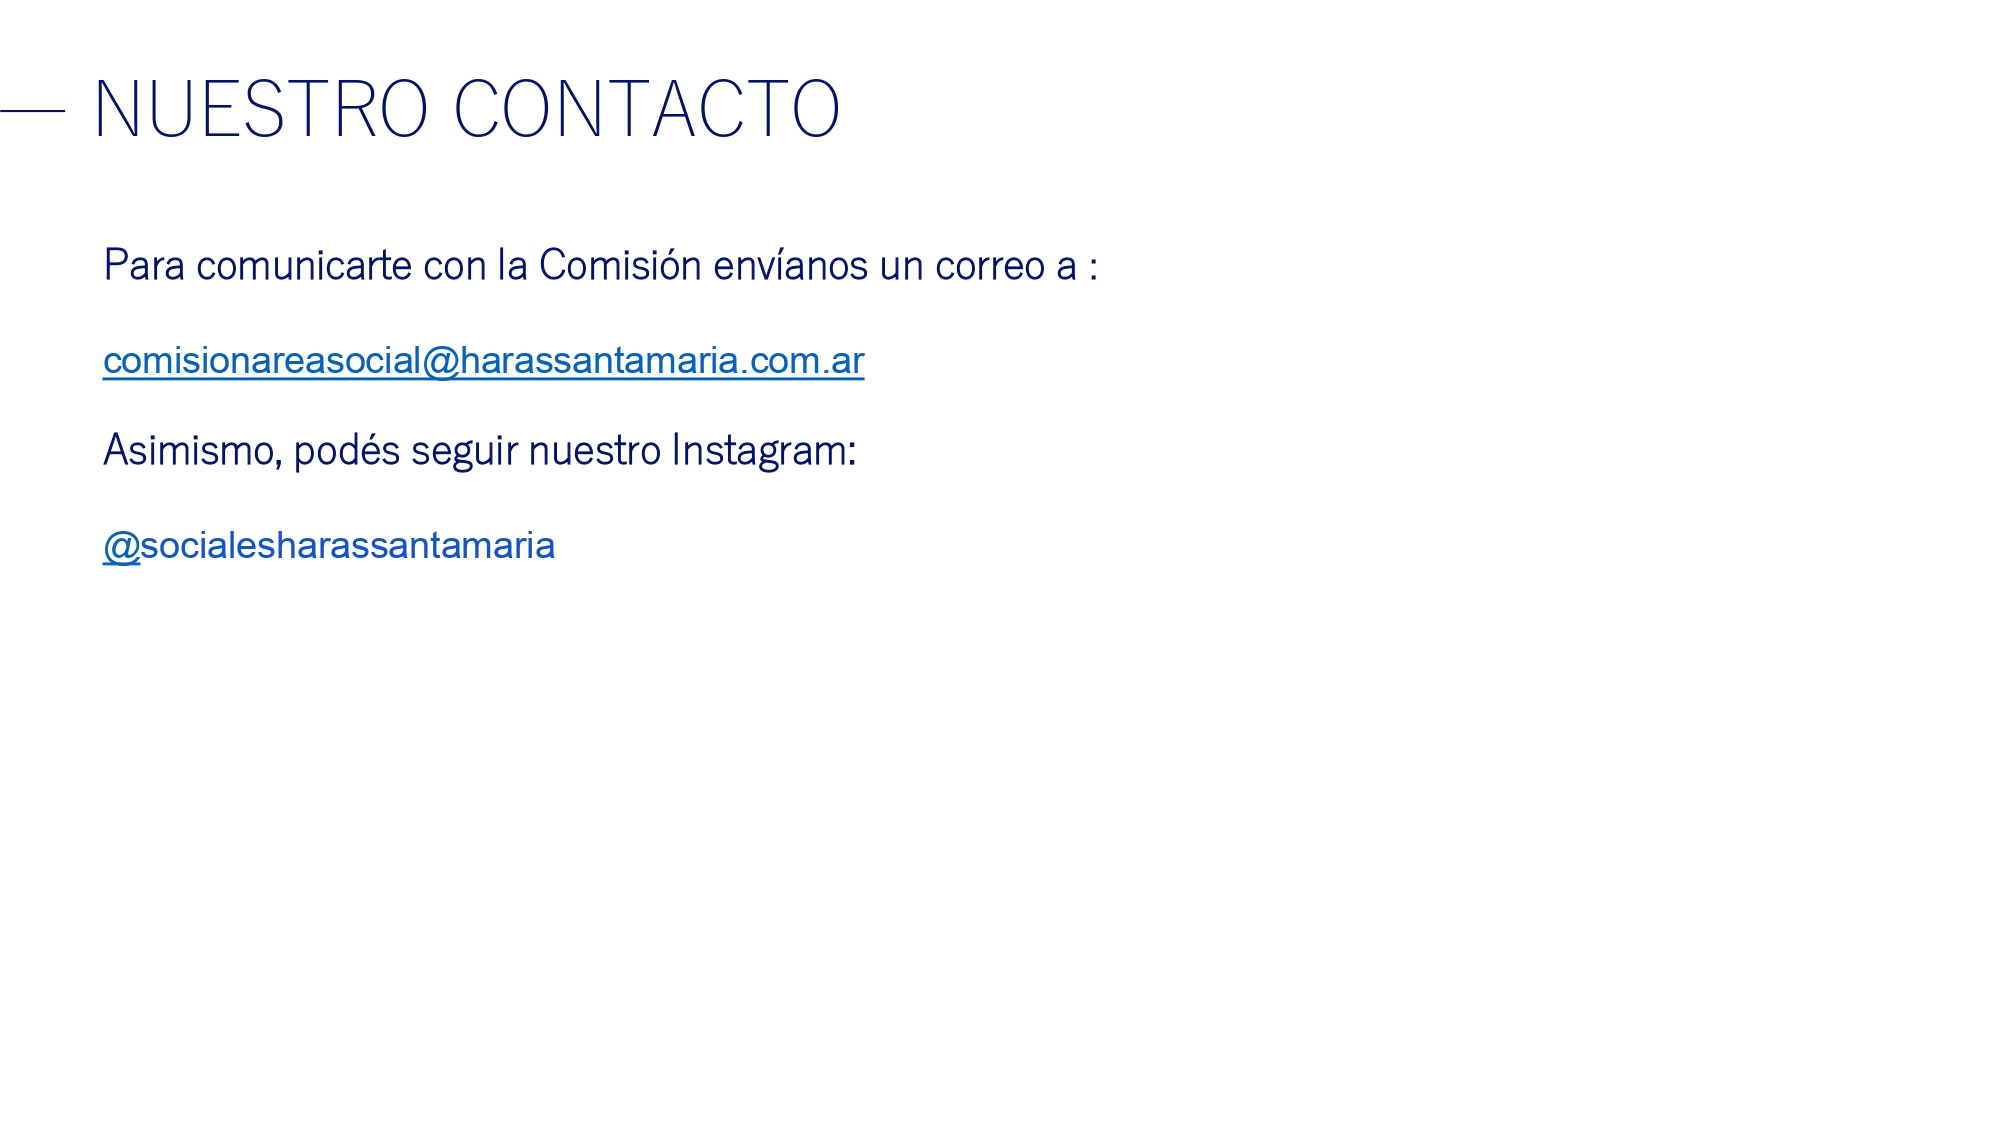 NUESTRO CONTACTO
Para comunicarte con la Comisión envíanos un correo a :
comisionareasocial@harassantamaria.com.ar
Asimismo, podés seguir nuestro Instagram:
@socialesharassantamaria